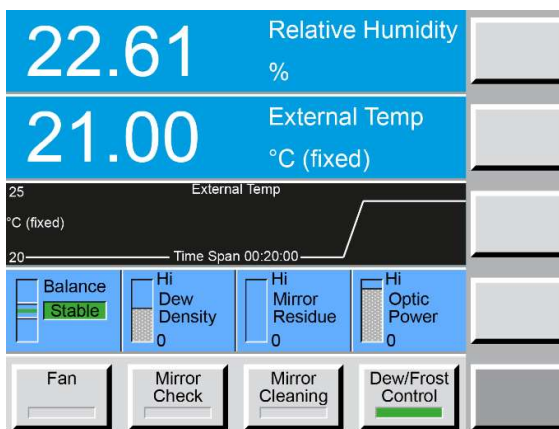 22.61
Relative Humidity
%
21.00
External Temp
°C (fixed)
25
External Temp
°C (fixed)
20
Time Span 00:20:00
Balance
Stable
Hi
Dew
Density
0
Hi
Mirror
Residue
0
Hi
Optic
Power
0
Fan
Mirror
Check
Mirror
Cleaning
Dew/Frost
Control